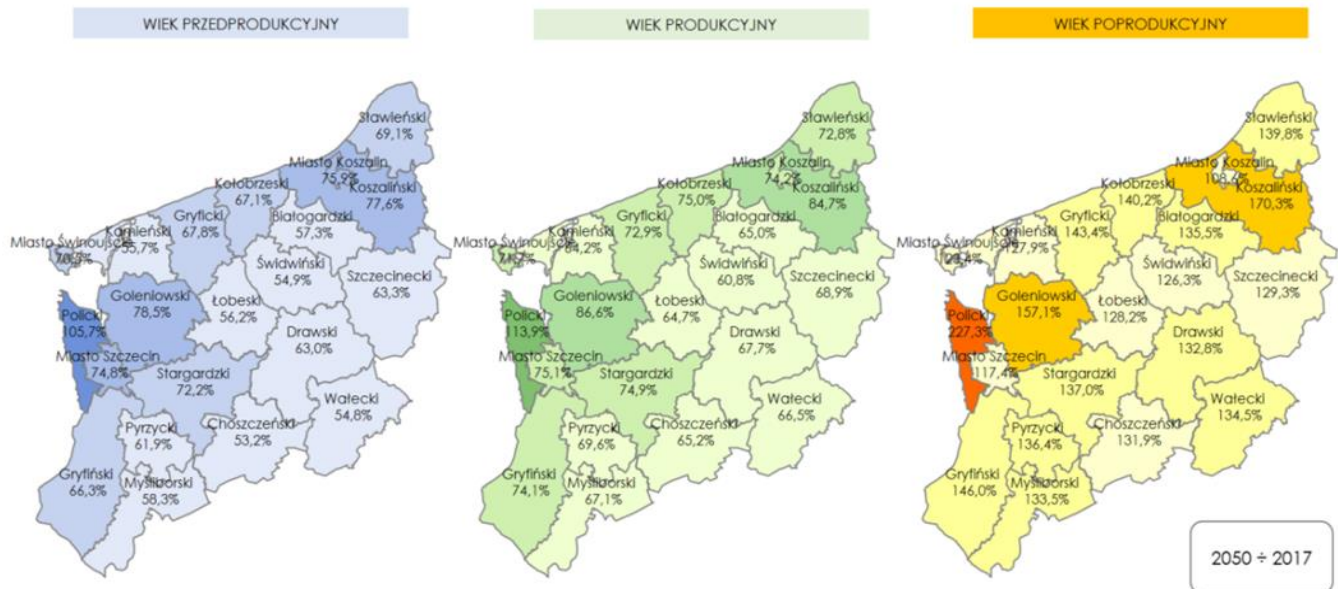 WIEK PRZEDPRODUKCYJNY
Sławieński
69,1%
Miasto Koszalin
75,9%
Koszaliński
77,6%
Kołobrzeski
67,1%
Białogardzki
57,3%
Gryficki
67,8%
Kamieński
55,7%
Miasto Świnoujście
Świdwiński
54,9%
Szczecinecki
63,3%
Goleniowski
78,5%
Łobeski
56,2%
Policki
105,7%
Drawski
63,0%
Miasto Szczecin
74,8%
Stargardzki
72,2%
Wałecki
54,8%
Choszczeński
53,2%
Pyrzycki
61,9%
Gryfiński
66,3%
Myśliborski
58,3%
WIEK PRODUKCYJNY
Sławieński
72,8%
Miasto Koszalin
74,2%
Koszaliński
84,7%
Kołobrzeski
75,0%
Białogardzki
65,0%
Gryficki
72,9%
Kamieński
64,2%
Miasto Świnoujście
Świdwiński
60,8%
Szczecinecki
68,9%
Goleniowski
86,6%
Łobeski
64,7%
Policki
113,9%
Drawski
67,7%
Miasto Szczecin
75,1%
Stargardzki
74,9%
Wałecki
66,5%
Choszczeński
65,2%
Pyrzycki
69,6%
Gryfiński
74,1%
Myśliborski
67,1%
WIEK POPRODUKCYJNY
Sławieński
139,8%
Miasto Koszalin
108,6%
Koszaliński
170,3%
Kołobrzeski
140,2%
Białogardzki
135,5%
Gryficki
143,4%
Kamieński
127,9%
Miasto Świnoujście
Świdwiński
126,3%
Szczecinecki
129,3%
Goleniowski
157,1%
Łobeski
128,2%
Policki
227,3%
Drawski
132,8%
Miasto Szczecin
117,4%
Stargardzki
137,0%
Wałecki
134,5%
Choszczeński
131,9%
Pyrzycki
136,4%
Gryfiński
146,0%
Myśliborski
133,5%
2050 ÷ 2017